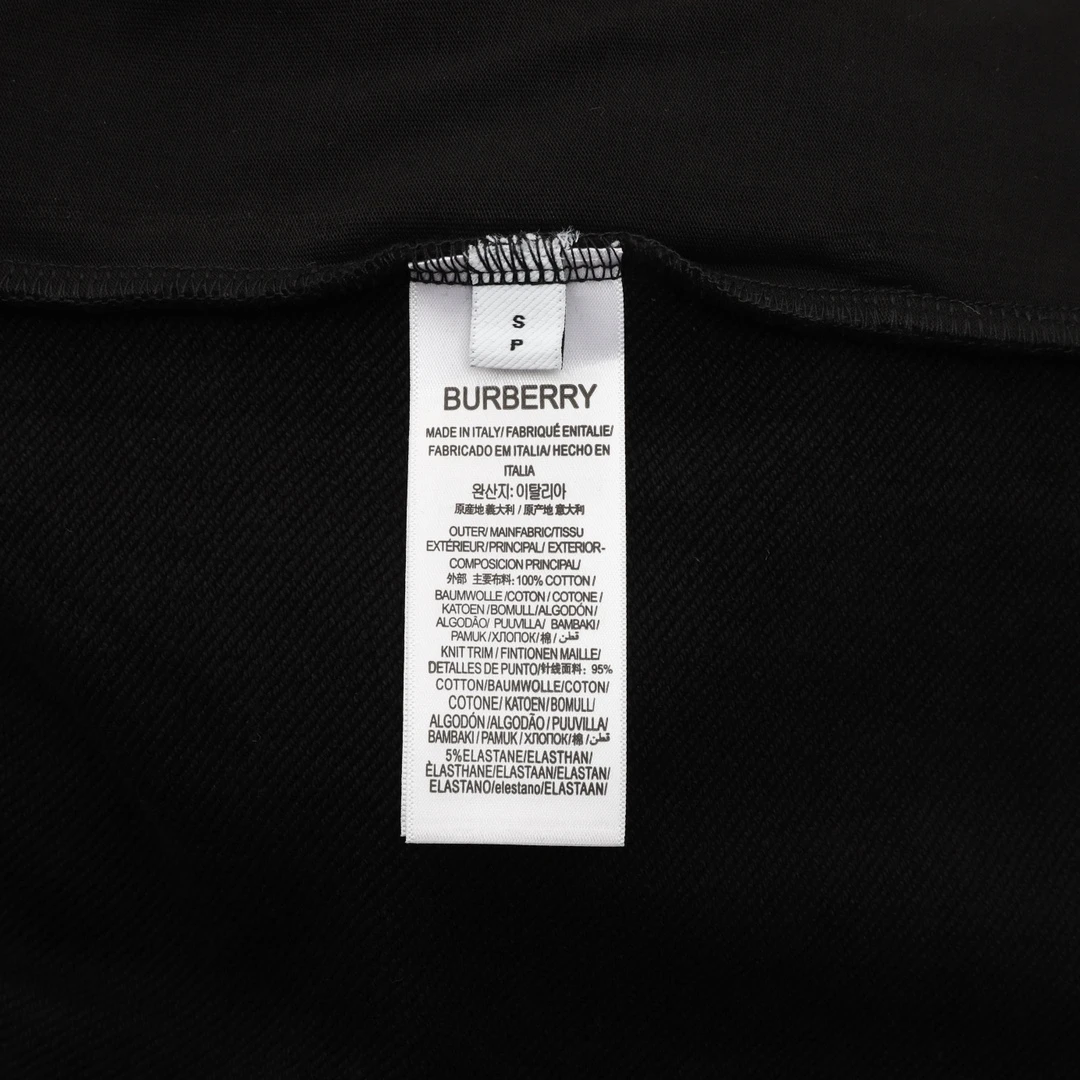 S
P
BURBERRY
MADE IN ITALY/ FABRIQUÉ ENITALIE/
FABRICADO EM ITALIA/ HECHO EN
ITALIA
완산지: 이탈리아
原産地義大利 / 原产地意大利
OUTER/ MAINFABRIC/TISSU
EXTÉRIEUR/PRINCIPAL/ EXTERIOR-
COMPOSICION PRINCIPAL/
外部 主要布料: 100% COTTON /
BAUMWOLLE /COTON / COTONE /
KATOEN /BOMULL/ALGODÓN /
ALGODÃO/ PUUVILLA/ BAMBAKI /
PAMUK /ХЛОПОК/棉 / قطن
KNIT TRIM / FINTIONEN MAILLE/
DETALLES DE PUNTO/针线面料: 95%
COTTON/BAUMWOLLE/COTON/
COTONE/ KATOEN/BOMULL/
ALGODÓN /ALGODÃO / PUUVILLA/
BAMBAKI / PAMUK / ХЛОПОК/棉 / قطن
5%ELASTANE/ELASTHAN/
ÈLASTHANE/ELASTAAN/ELASTAN/
ELASTANO/elestano/ELASTAAN/